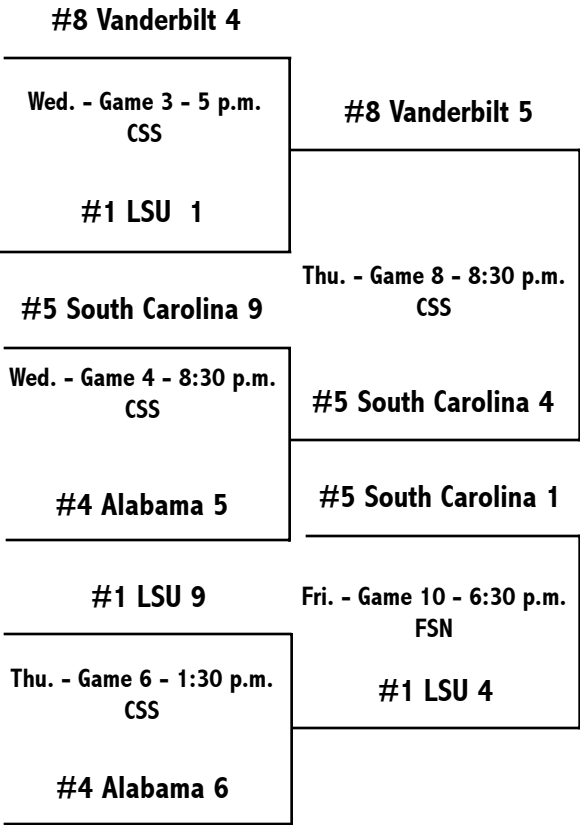 #8 Vanderbilt 4
Wed. - Game 3 - 5 p.m.
CSS
#1 LSU 1
#5 South Carolina 9
Wed. - Game 4 - 8:30 p.m.
CSS
#4 Alabama 5
#1 LSU 9
Thu. - Game 6 - 1:30 p.m.
CSS
#4 Alabama 6
#8 Vanderbilt 5
Thu. - Game 8 - 8:30 p.m.
CSS
#5 South Carolina 4
#5 South Carolina 1
Fri. - Game 10 - 6:30 p.m.
FSN
#1 LSU 4